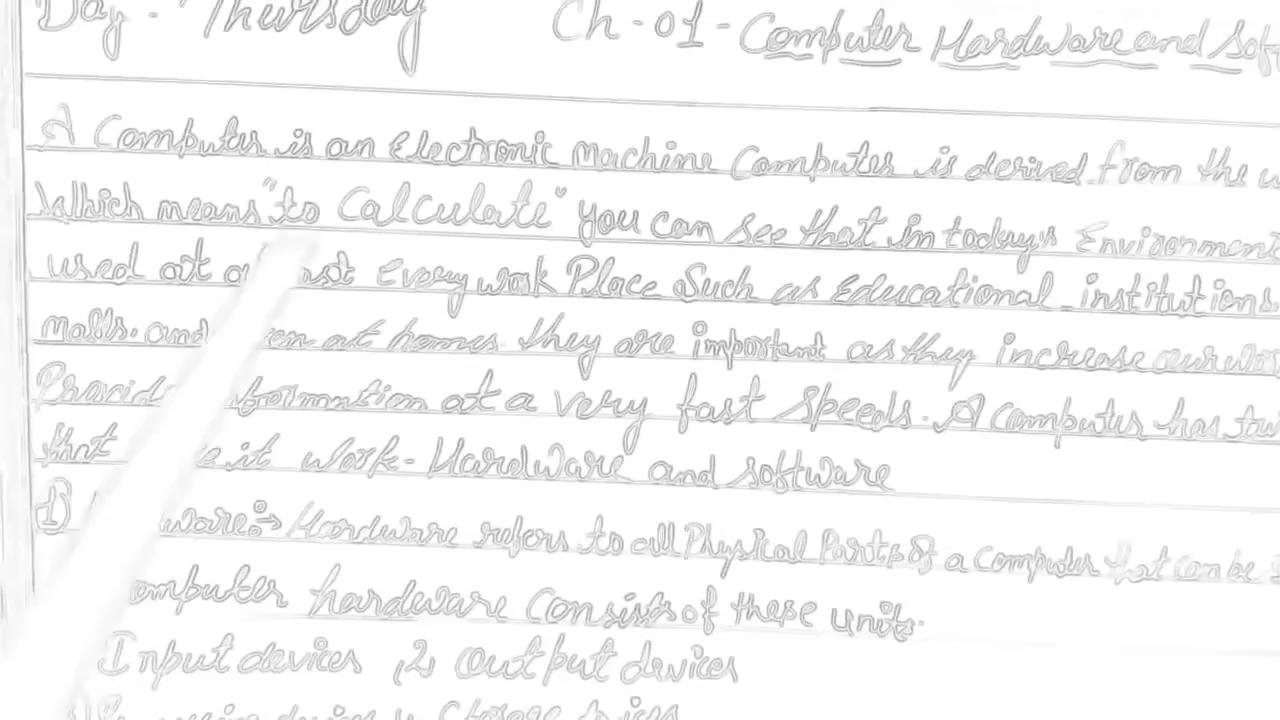 Day - Thursday Ch - 01 - Computer Hardware and Sof
A Computer is an Electronic Machine Computer is derived from the
Which means "to Calculate" you can see that in today's Environment
used at Every work Place Such as Educational institutions
malls. and at homes they are important as they increase
information at a very fast Speeds. A Computer has
that it work - Hardware and software
1) Hardware refers to all Physical Parts of a Computer that can be
computer hardware Consists of these units.
Input devices 2, output devices
devices